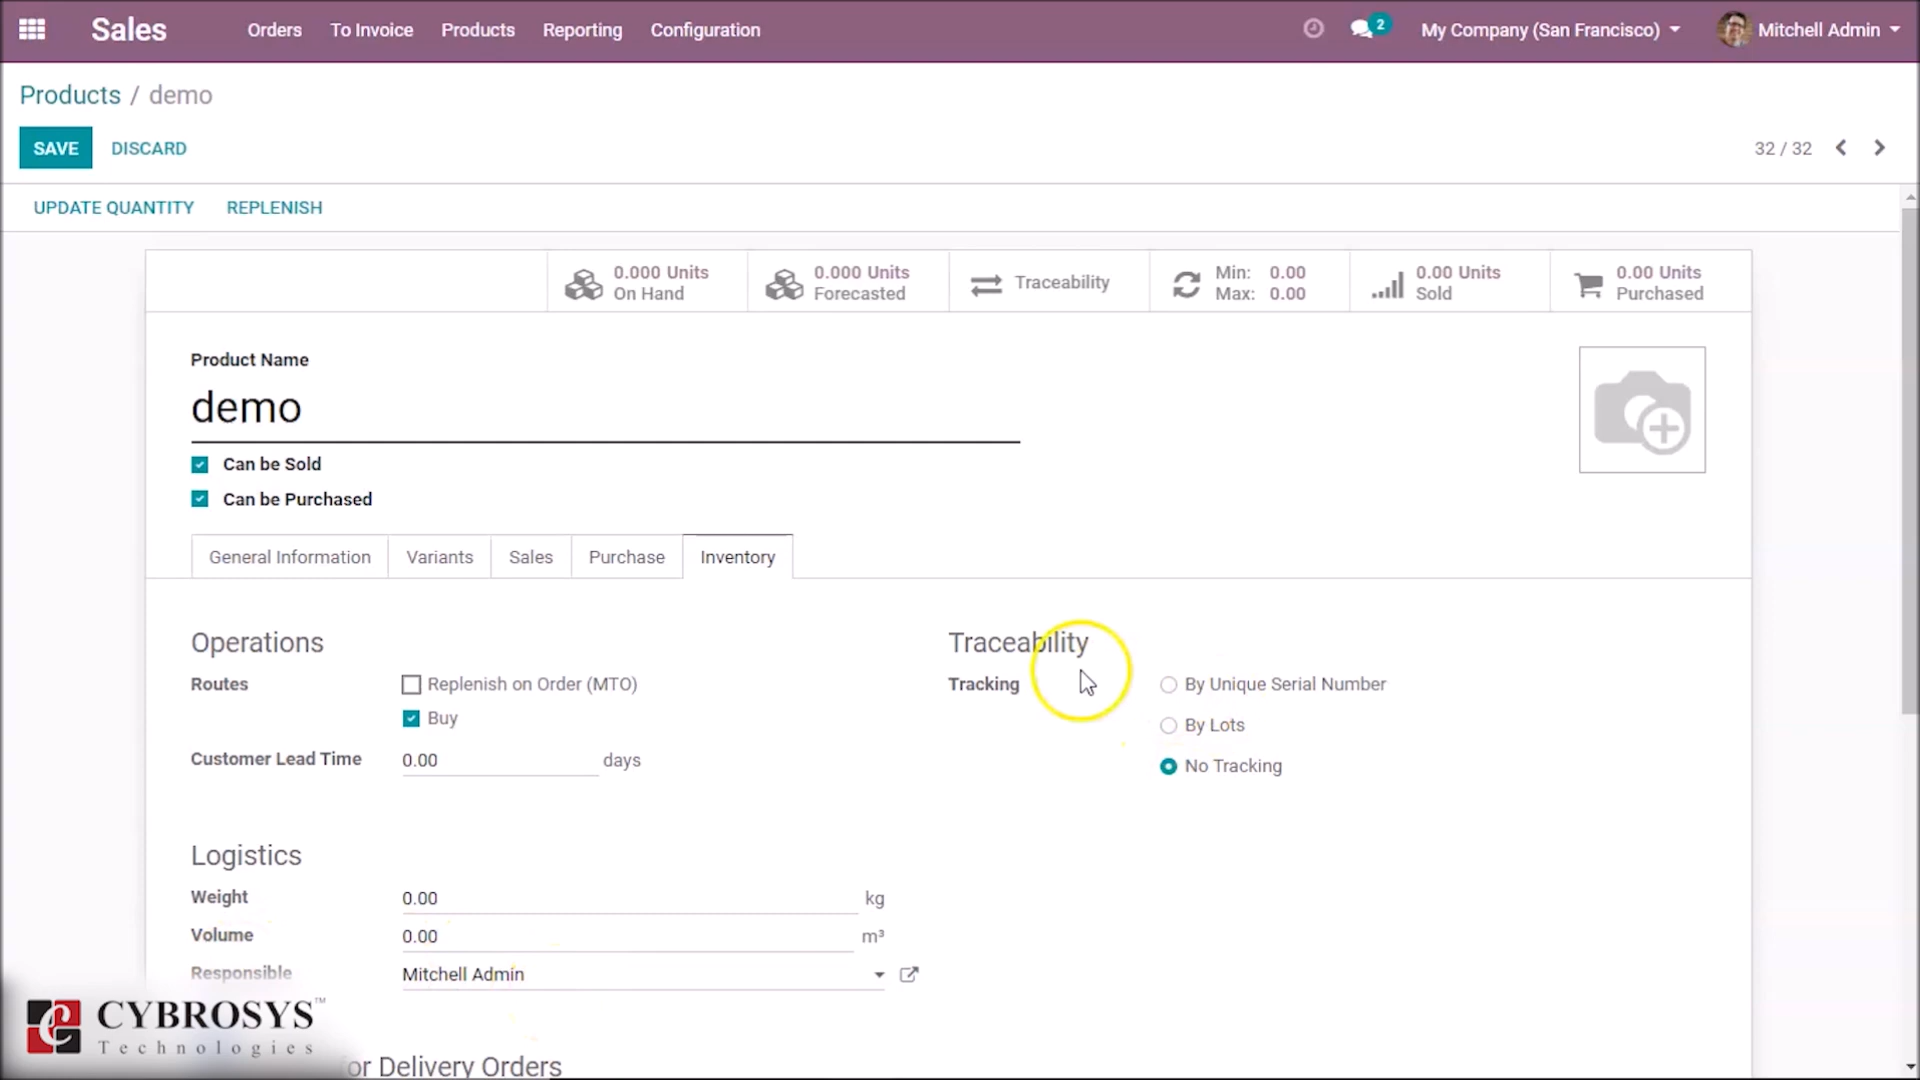 Sales Orders To Invoice Products Reporting Configuration 2 My Company (San Francisco) Mitchell Admin
Products / demo
SAVE DISCARD 32 / 32
UPDATE QUANTITY REPLENISH
0.000 Units On Hand
0.000 Units Forecasted
Traceability
Min: 0.00
Max: 0.00
0.00 Units Sold
0.00 Units Purchased
Product Name
demo
Can be Sold
Can be Purchased
General Information Variants Sales Purchase Inventory
Operations
Routes Replenish on Order (MTO)
Buy
Customer Lead Time 0.00 days
Traceability
Tracking By Unique Serial Number
By Lots
No Tracking
Logistics
Weight 0.00 kg
Volume 0.00 m³
Responsible Mitchell Admin
CYBROSYS™
Technologies
or Delivery Orders